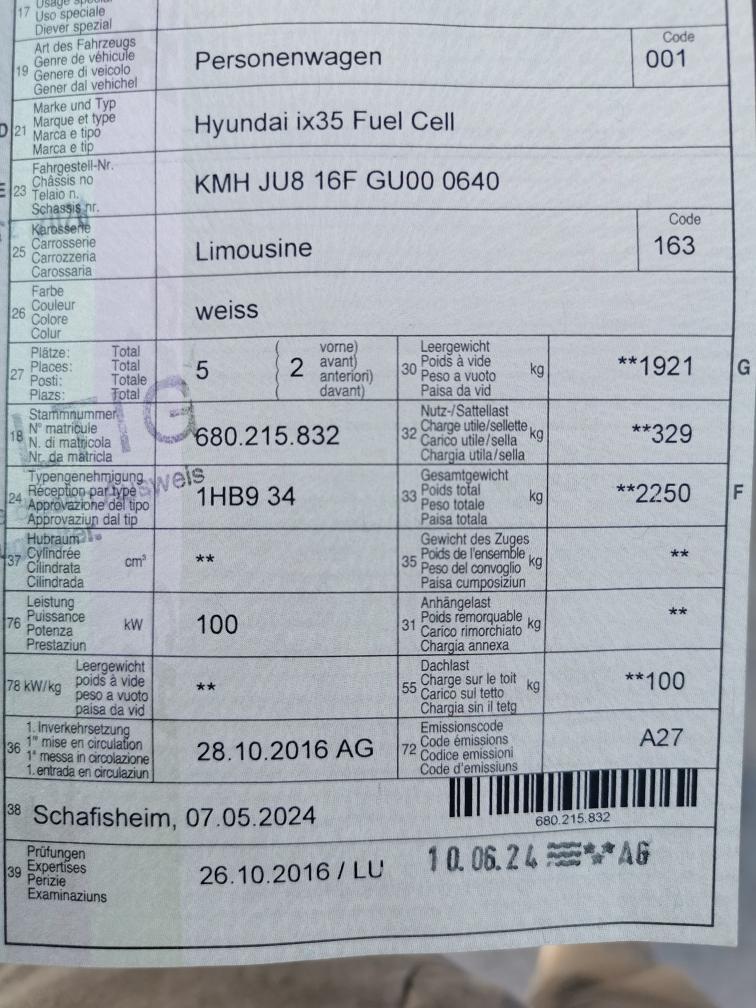 17 Usage spécial
Uso speciale
Diever spezial
19 Art des Fahrzeugs
Genre de véhicule
Genere di veicolo
Gener dal vehichel
Personenwagen
Code
001
D 21 Marke und Typ
Marque et type
Marca e tipo
Marca e tip
Hyundai ix35 Fuel Cell
E 23 Fahrgestell-Nr.
Châssis no
Telaio n.
Schassis nr.
KMH JU8 16F GU00 0640
25 Karosserie
Carrosserie
Carrozzeria
Carossaria
Limousine
Code
163
26 Farbe
Couleur
Colore
Colur
weiss
27 Plätze: Total
Places: Total
Posti: Totale
Plazs: Total
5 ( 2 vorne)
( avant)
( anteriori)
( davant)
30 Leergewicht
Poids à vide kg
Peso a vuoto
Paisa da vid
**1921 G
18 Stammnummer
N° matricule
N. di matricola
Nr. da matricla
680.215.832
32 Nutz-/Sattellast
Charge utile/sellette kg
Carico utile/sella
Chargia utila/sella
**329
24 Typengenehmigung
Réception par type
Approvazione del tipo
Approvaziun dal tip
1HB9 34
33 Gesamtgewicht
Poids total kg
Peso totale
Paisa totala
**2250 F
37 Hubraum
Cylindrée cm³
Cilindrata
Cilindrada
**
35 Gewicht des Zuges
Poids de l'ensemble kg
Peso del convoglio
Paisa cumposiziun
**
76 Leistung
Puissance kW
Potenza
Prestaziun
100
31 Anhängelast
Poids remorquable kg
Carico rimorchiato
Chargia annexa
**
78 kW/kg Leergewicht
poids à vide
peso a vuoto
paisa da vid
**
55 Dachlast
Charge sur le toit kg
Carico sul tetto
Chargia sin il tetg
**100
36 1. Inverkehrsetzung
1re mise en circulation
1a messa in circolazione
1. entrada en circulaziun
28.10.2016 AG
72 Emissionscode
Code émissions
Codice emissioni
Code d'emissiuns
A27
38 Schafisheim, 07.05.2024
680.215.832
39 Prüfungen
Expertises
Perizie
Examinaziuns
26.10.2016 / LU
10.06.24 AG